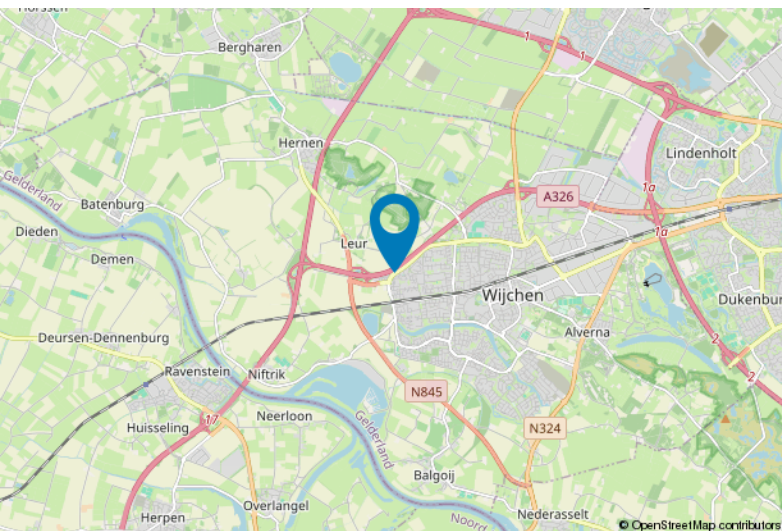 Bergharen
1
1
Hernen
Lindenholt
1a
A326
Gelderland
Batenburg
1a
Dieden
Leur
Demen
Wijchen
Dukenbur
Alverna
Deursen-Dennenburg
2
Ravenstein
Niftrik
2
N845
17
Neerloon
Huisseling
Gelderland
N324
Balgoij
Overlangel
Nederasselt
Herpen
Noord
© OpenStreetMap contributors